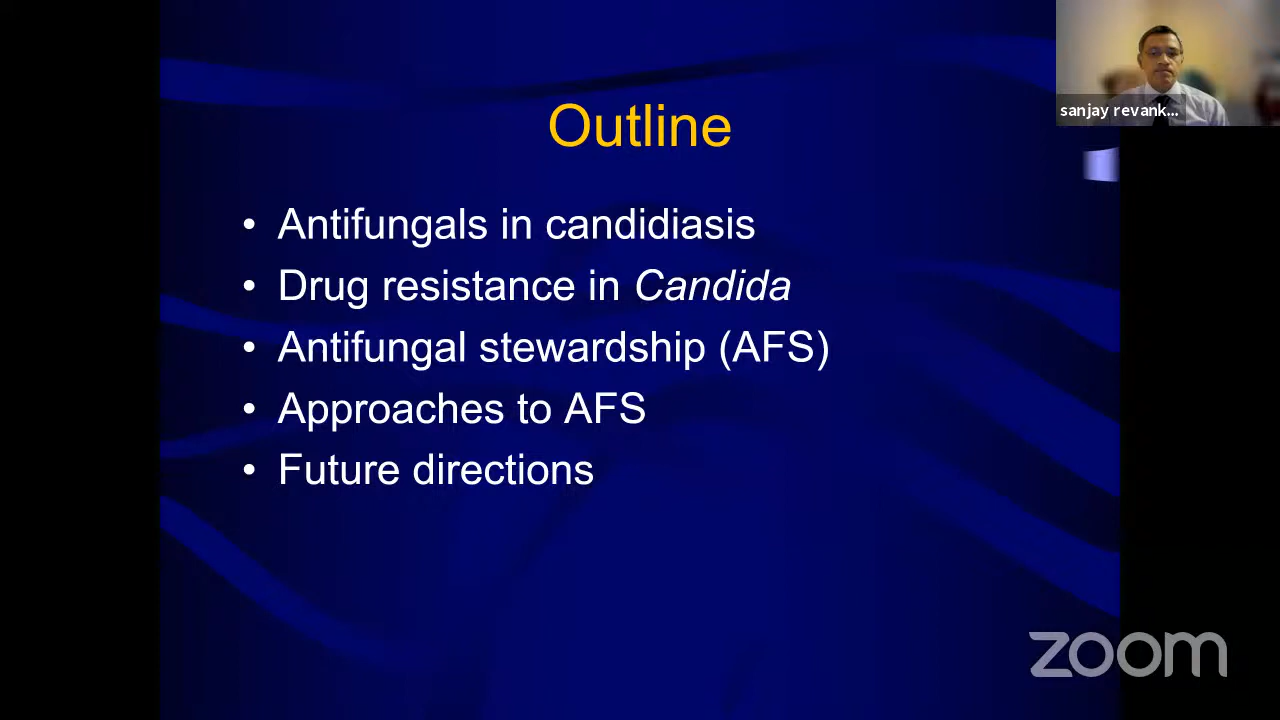 sanjay revank...
Outline
• Antifungals in candidiasis
• Drug resistance in Candida
• Antifungal stewardship (AFS)
• Approaches to AFS
• Future directions
zoom